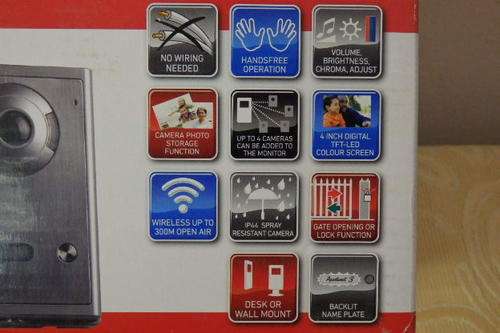 NO WIRING
NEEDED
HANDSFREE
OPERATION
VOLUME,
BRIGHTNESS,
CHROMA, ADJUST
CAMERA PHOTO
STORAGE
FUNCTION
UP TO 4 CAMERAS
CAN BE ADDED TO
THE MONITOR
4 INCH DIGITAL
TFT-LED
COLOUR SCREEN
WIRELESS UP TO
300M OPEN AIR
IP44 SPRAY
RESISTANT CAMERA
GATE OPENING OR
LOCK FUNCTION
DESK OR
WALL MOUNT
BACKLIT
NAME PLATE